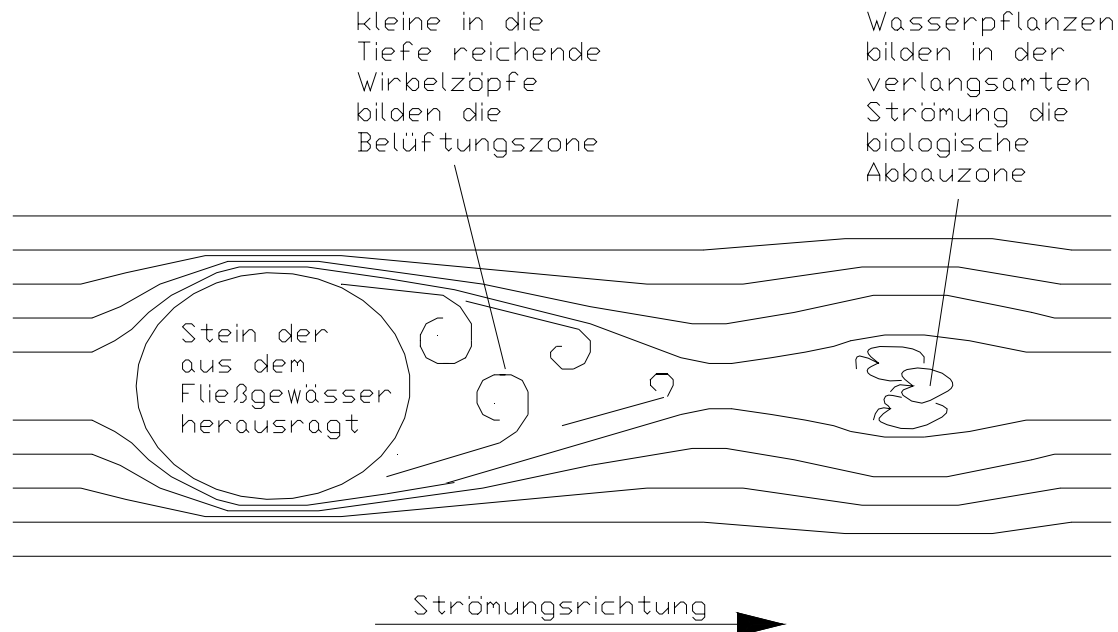 kleine in die
Tiefe reichende
Wirbelzöpfe
bilden die
Belüftungszone
Wasserpflanzen
bilden in der
verlangsamten
Strömung die
biologische
Abbauzone
Stein der
aus dem
Fließgewässer
herausragt
Strömungsrichtung